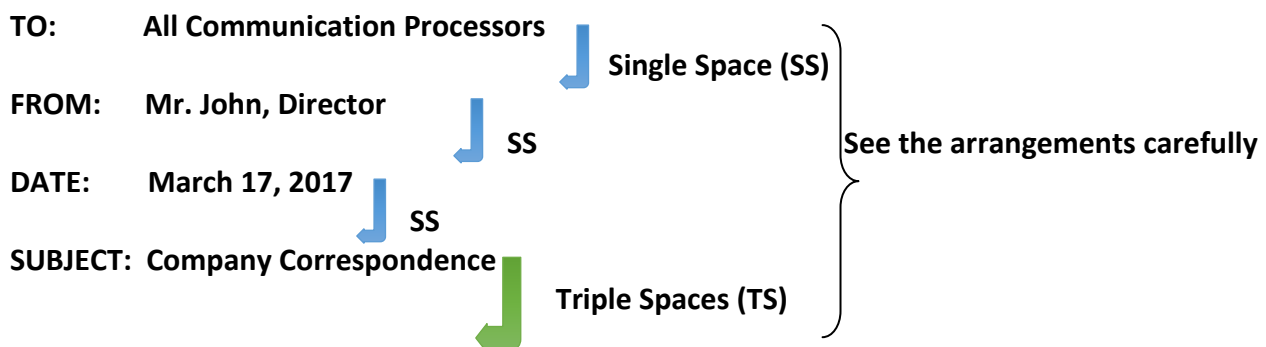 TO: All Communication Processors
Single Space (SS)
FROM: Mr. John, Director
SS
See the arrangements carefully
DATE: March 17, 2017
SS
SUBJECT: Company Correspondence
Triple Spaces (TS)